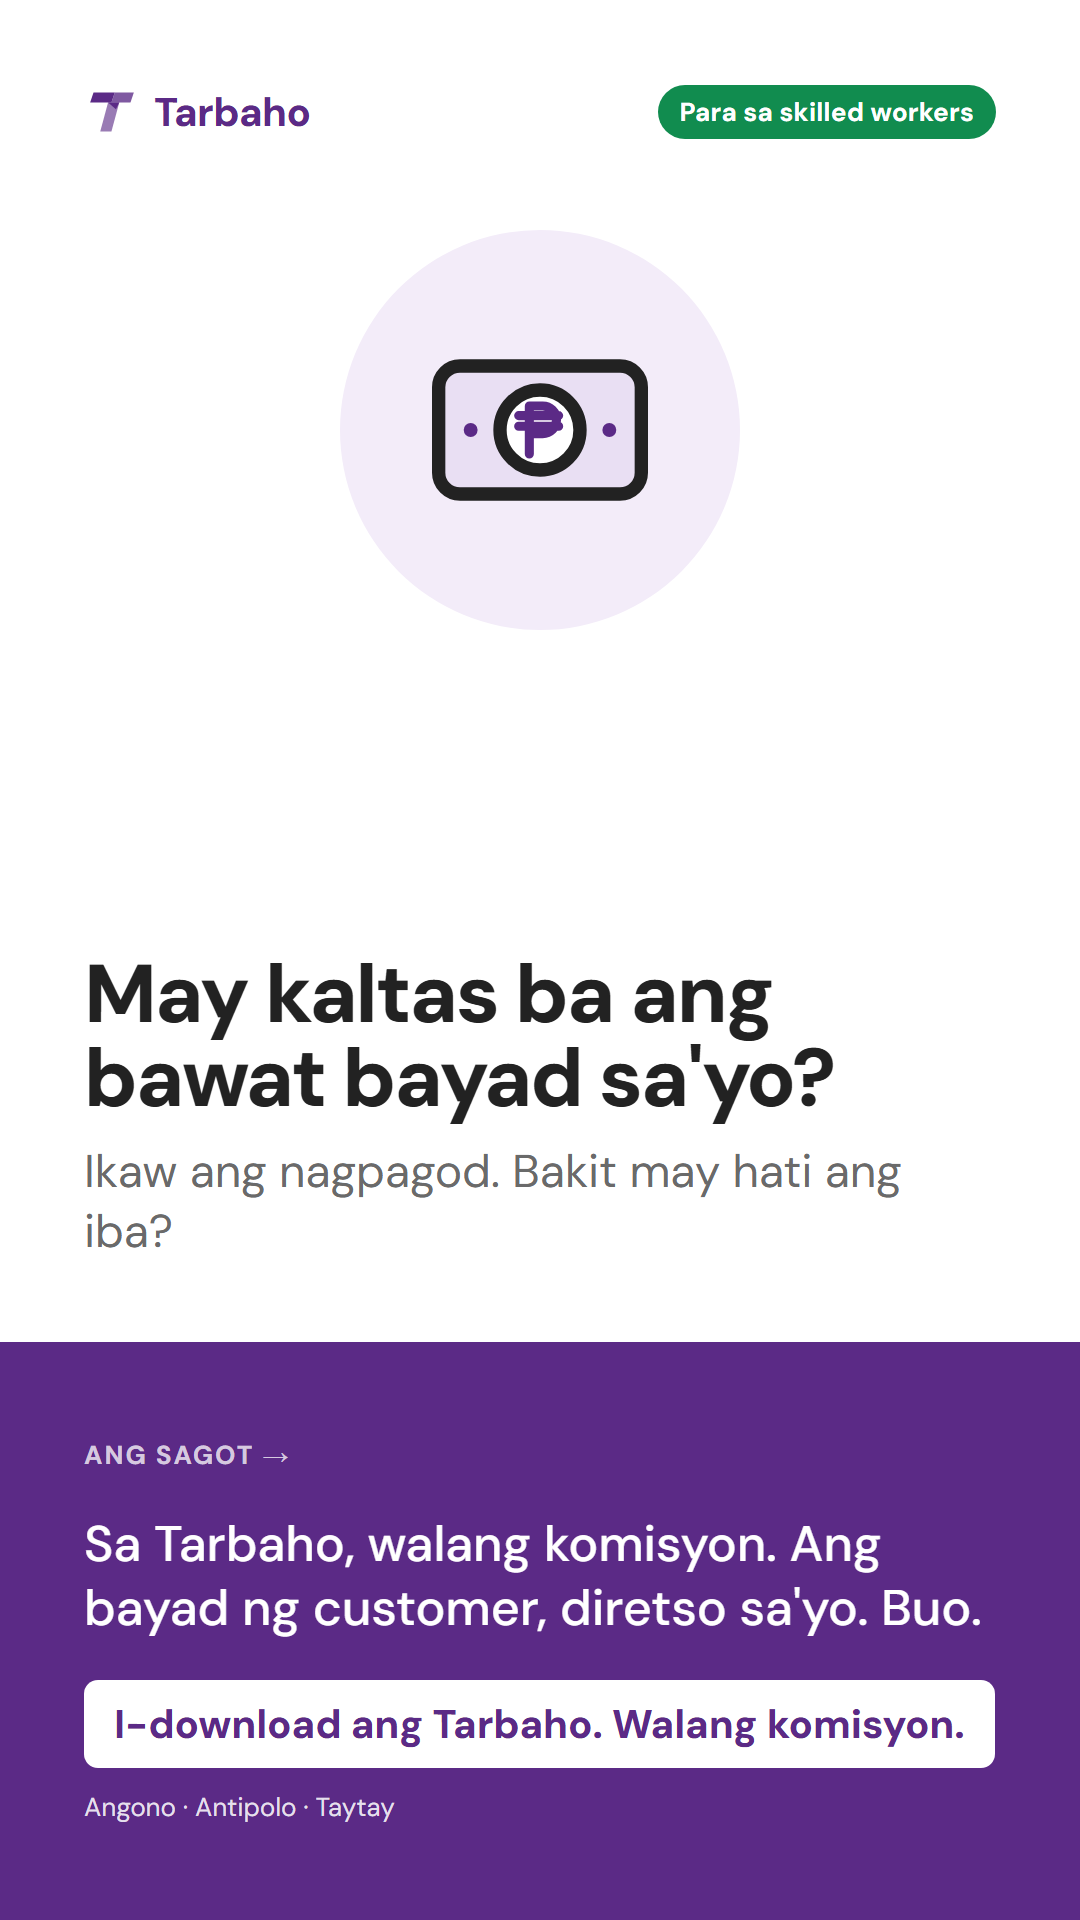 Tarbaho
Para sa skilled workers
₱
May kaltas ba ang
bawat bayad sa'yo?
Ikaw ang nagpagod. Bakit may hati ang
iba?
ANG SAGOT →
Sa Tarbaho, walang komisyon. Ang
bayad ng customer, diretso sa'yo. Buo.
I-download ang Tarbaho. Walang komisyon.
Angono · Antipolo · Taytay